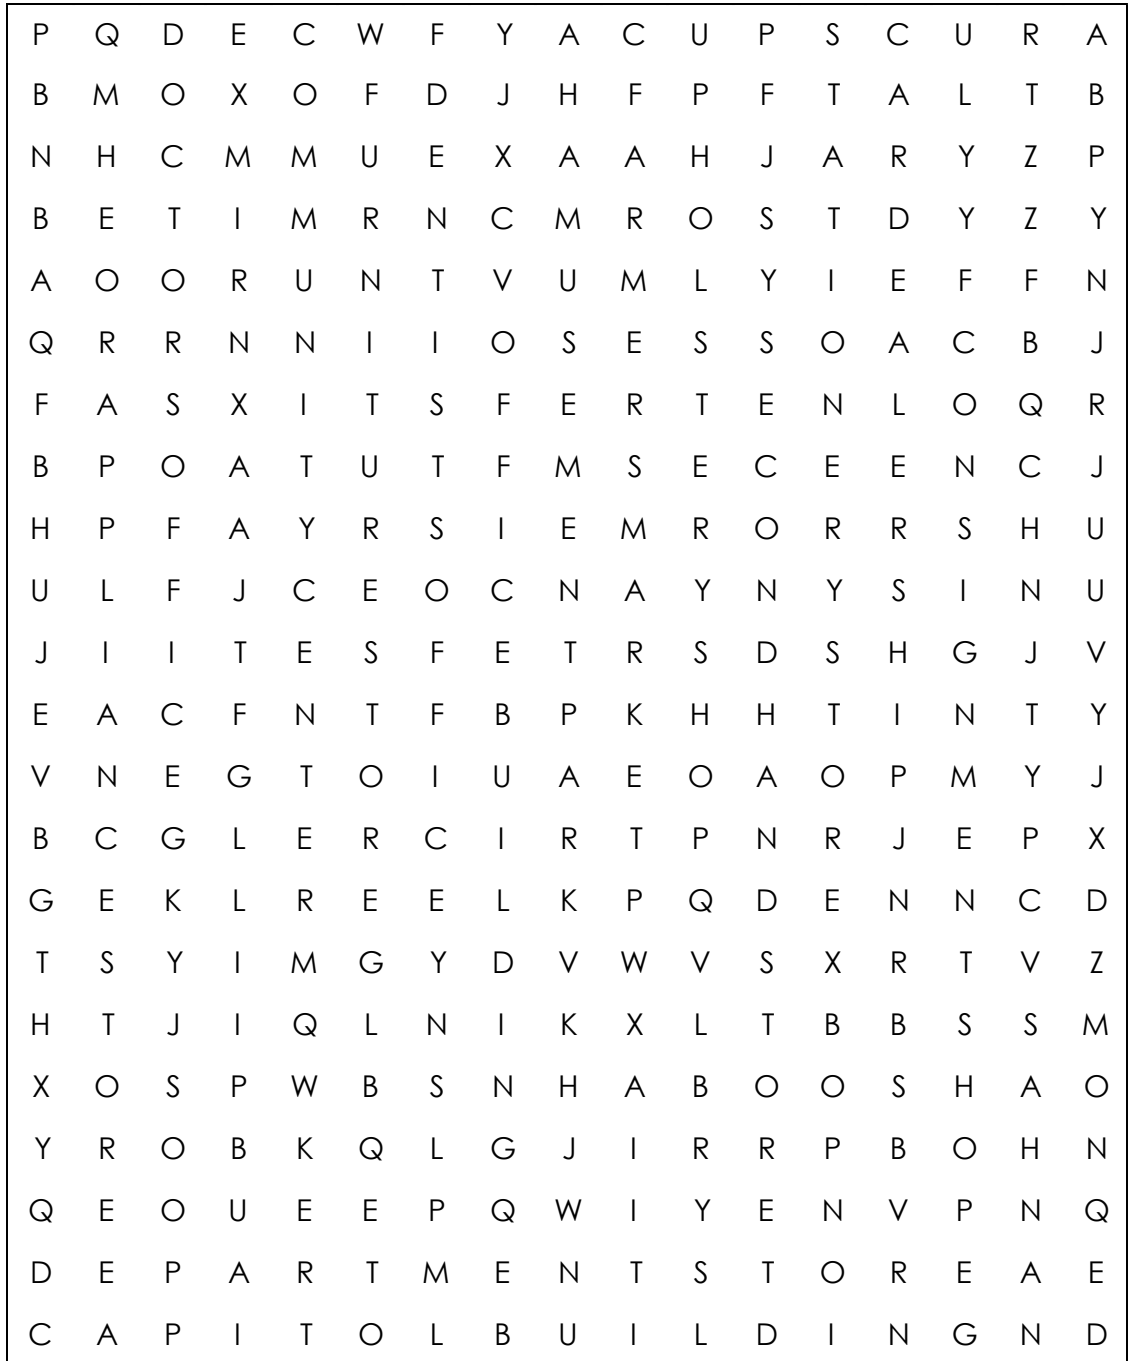 P Q D E C W F Y A C U P S C U R A
B M O X O F D J H F P F T A L T B
N H C M M U E X A A H J A R Y Z P
B E T I M R N C M R O S T D Y Z Y
A O O R U N T V U M L Y I E F F N
Q R R N N I I O S E S S O A C B J
F A S X I T S F E R T E N L O Q R
B P O A T U T F M S E C E E N C J
H P F A Y R S I E M R O R R S H U
U L F J C E O C N A Y N Y S I N U
J I I T E S F E T R S D S H G J V
E A C F N T F B P K H H T I N T Y
V N E G T O I U A E O A O P M Y J
B C G L E R C I R T P N R J E P X
G E K L R E E L K P Q D E N N C D
T S Y I M G Y D V W V S X R T V Z
H T J I Q L N I K X L T B B S S M
X O S P W B S N H A B O O S H A O
Y R O B K Q L G J I R R P B O H N
Q E O U E E P Q W I Y E N V P N Q
D E P A R T M E N T S T O R E A E
C A P I T O L B U I L D I N G N D